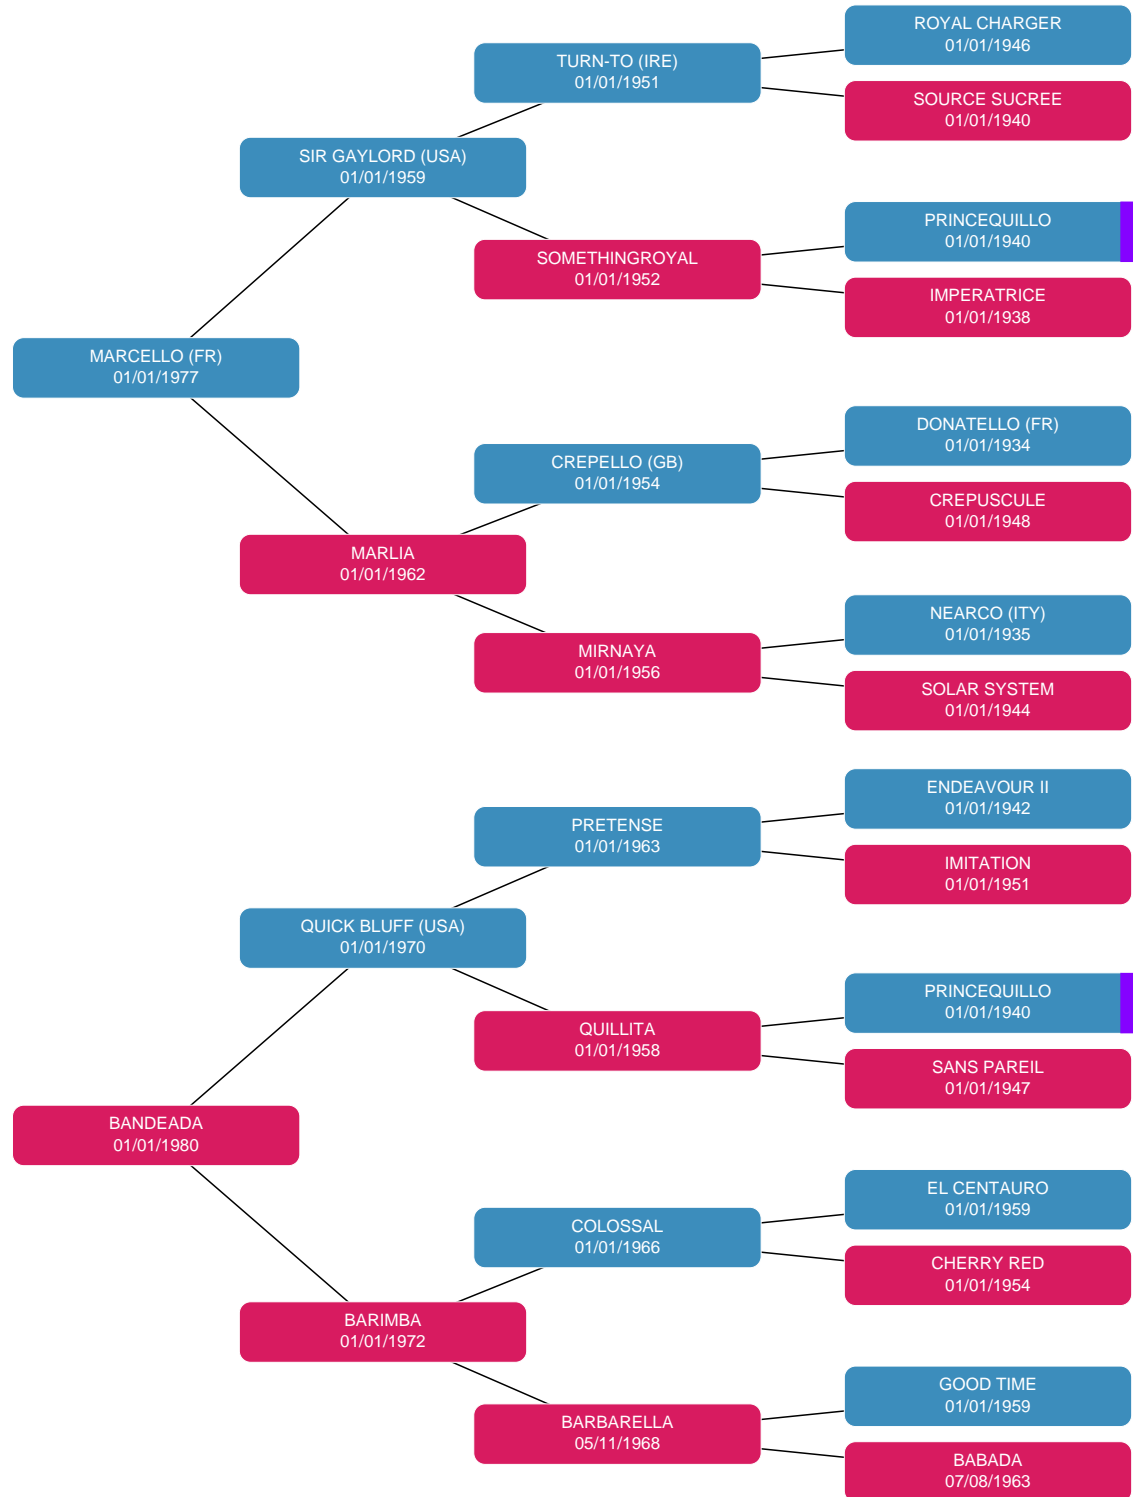 ROYAL CHARGER
01/01/1946
TURN-TO (IRE)
01/01/1951
SOURCE SUCREE
01/01/1940
SIR GAYLORD (USA)
01/01/1959
PRINCEQUILLO
01/01/1940
SOMETHINGROYAL
01/01/1952
IMPERATRICE
01/01/1938
MARCELLO (FR)
01/01/1977
DONATELLO (FR)
01/01/1934
CREPELLO (GB)
01/01/1954
CREPUSCULE
01/01/1948
MARLIA
01/01/1962
NEARCO (ITY)
01/01/1935
MIRNAYA
01/01/1956
SOLAR SYSTEM
01/01/1944
ENDEAVOUR II
01/01/1942
PRETENSE
01/01/1963
IMITATION
01/01/1951
QUICK BLUFF (USA)
01/01/1970
PRINCEQUILLO
01/01/1940
QUILLITA
01/01/1958
SANS PAREIL
01/01/1947
BANDEADA
01/01/1980
EL CENTAURO
01/01/1959
COLOSSAL
01/01/1966
CHERRY RED
01/01/1954
BARIMBA
01/01/1972
GOOD TIME
01/01/1959
BARBARELLA
05/11/1968
BABADA
07/08/1963